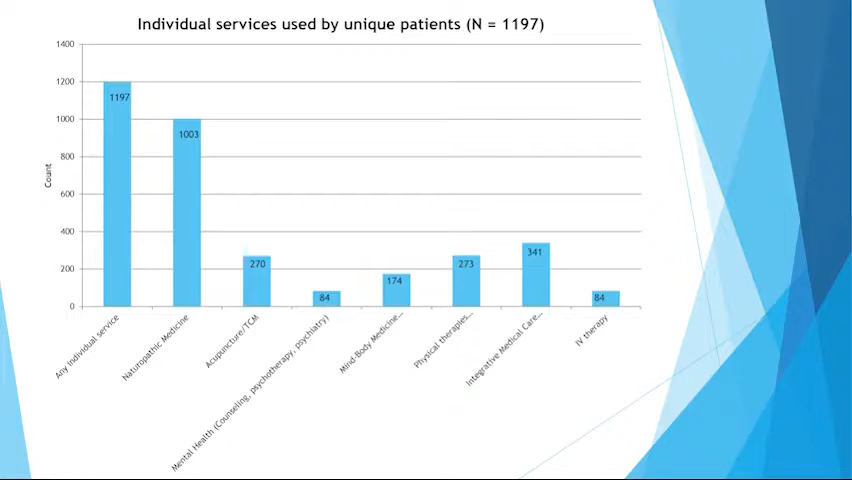 Individual services used by unique patients (N = 1197)
1400
1200
1000
800
600
400
200
0
Count
1197
1003
270
84
174
273
341
84
Any individual service
Naturopathic Medicine
Acupuncture/TCM
Mental Health (Counseling, psychotherapy, psychiatry)
Mind-Body Medicine…
Physical therapies…
Integrative Medical Care…
IV therapy